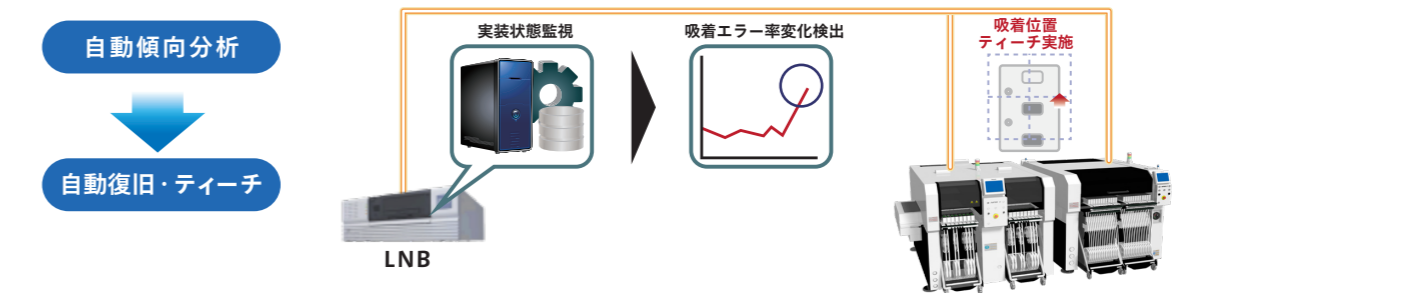 自動傾向分析
自動復旧・ティーチ
実装状態監視
LNB
吸着エラー率変化検出
吸着位置
ティーチ実施